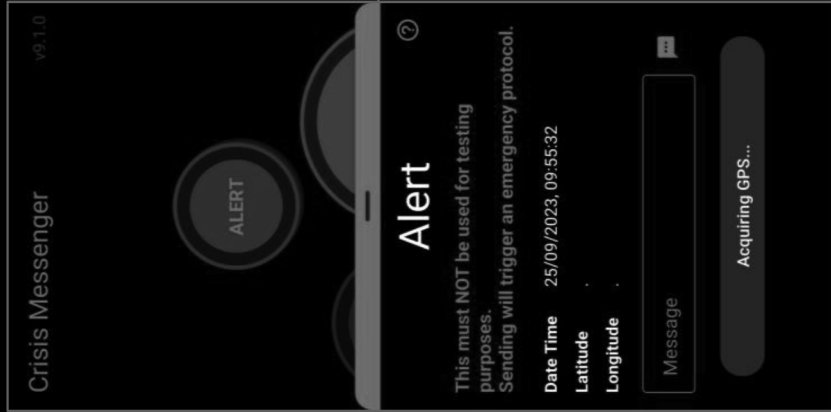 Crisis Messenger
v9.1.0
ALERT
Alert
This must NOT be used for testing
purposes.
Sending will trigger an emergency protocol.
Date Time 25/09/2023, 09:55:32
Latitude .
Longitude .
Message
Acquiring GPS...